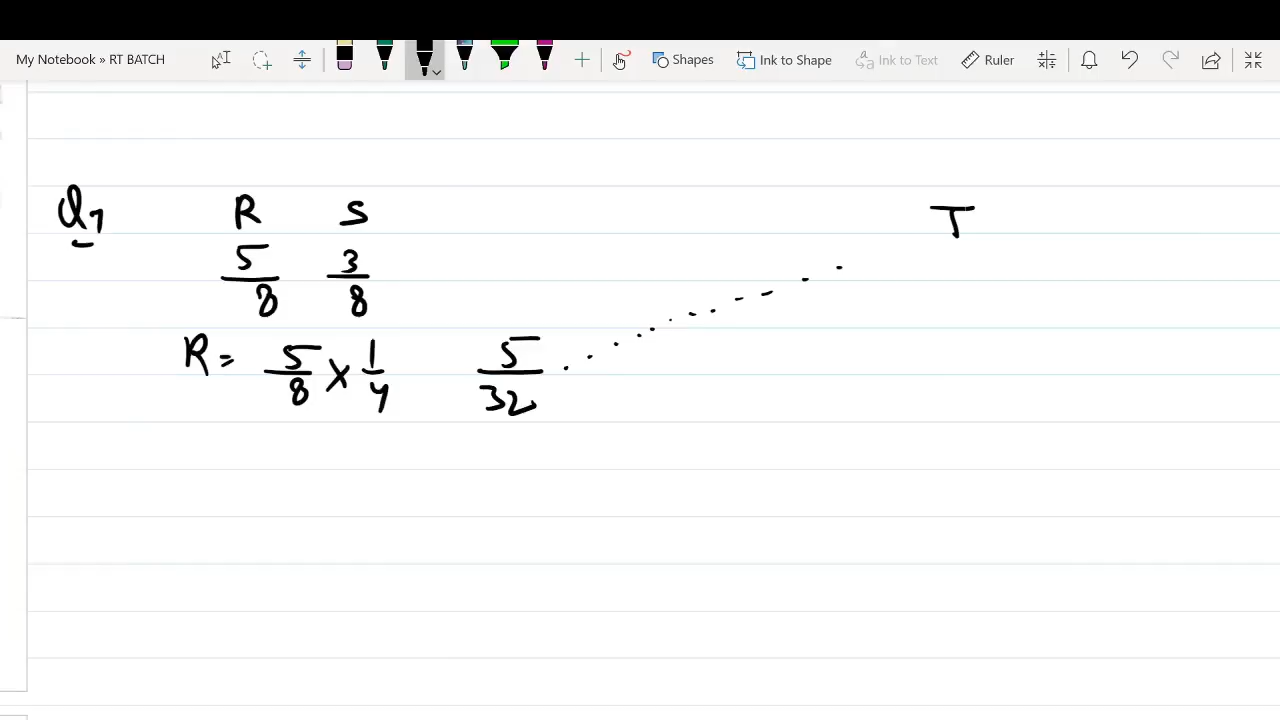 My Notebook » RT BATCH Shapes Ink to Shape Ink to Text Ruler
Q7 R S T
5/8 3/8
R = 5/8 × 1/4 5/32